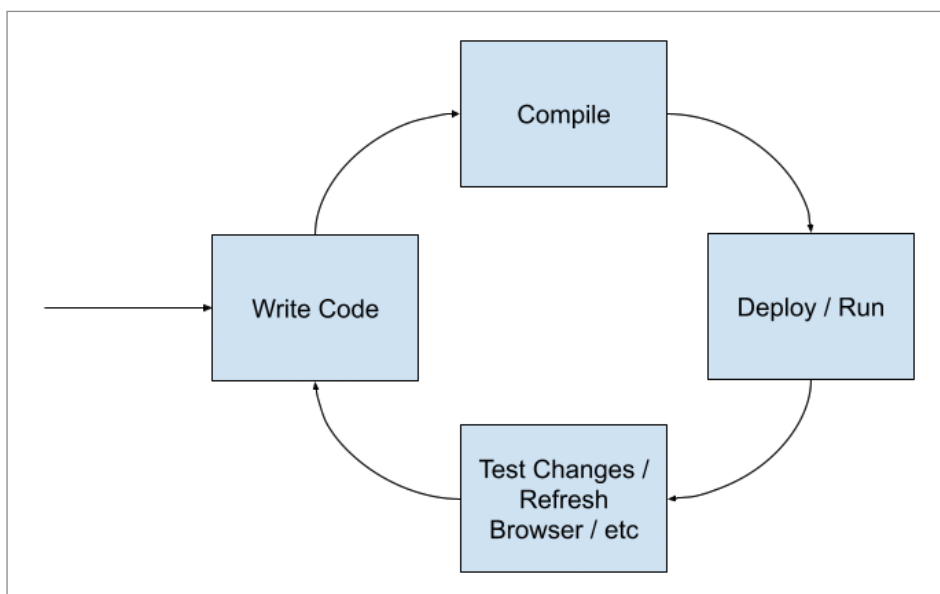 Compile
Write Code
Deploy / Run
Test Changes /
Refresh
Browser / etc